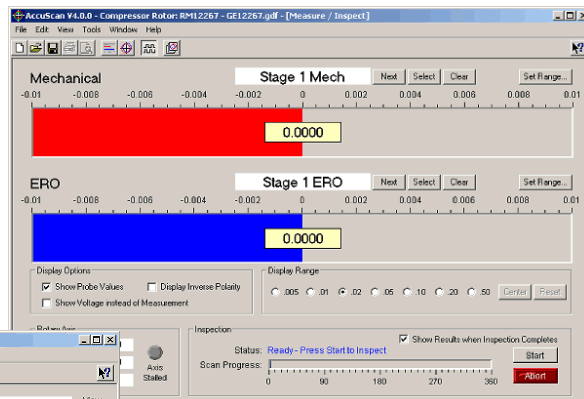 AccuScan V4.0.0 - Compressor Rotor: RM12267 - GE12267.gdf - [Measure / Inspect]
File Edit View Tools Window Help
Mechanical Stage 1 Mech Next Select Clear Set Range...
-0.01 -0.008 -0.006 -0.004 -0.002 0 0.002 0.004 0.006 0.008 0.01
0.0000
ERO Stage 1 ERO Next Select Clear Set Range...
-0.01 -0.008 -0.006 -0.004 -0.002 0 0.002 0.004 0.006 0.008 0.01
0.0000
Display Options Display Range
Show Probe Values Display Inverse Polarity .005 .01 .02 .05 .10 .20 .50 Center Reset
Show Voltage instead of Measurement
Rotary Axis Inspection
Show Results when Inspection Completes
Status: Ready - Press Start to Inspect Start
Axis Stalled
Scan Progress: Abort
0 90 180 270 360